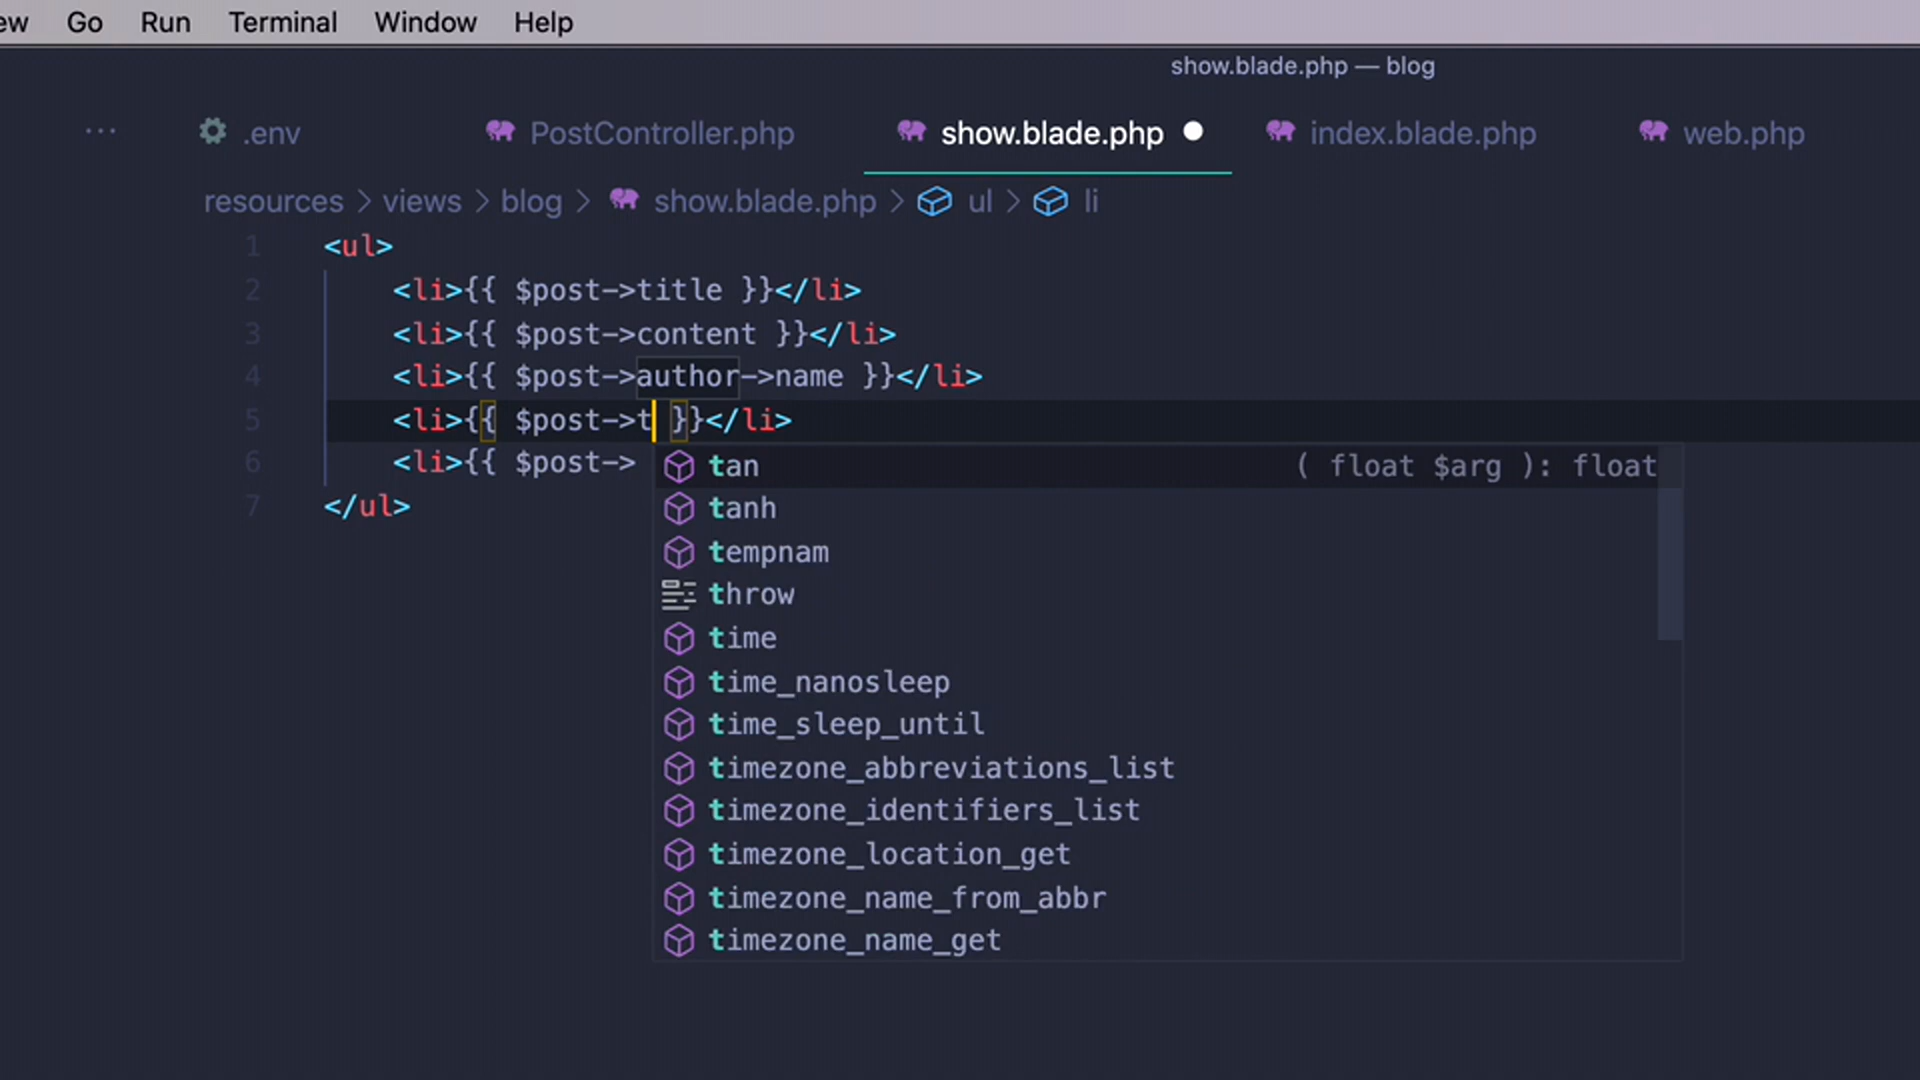 ew Go Run Terminal Window Help
show.blade.php — blog
··· .env PostController.php show.blade.php index.blade.php web.php
resources > views > blog > show.blade.php > ul > li
1 <ul>
2 <li>{{ $post->title }}</li>
3 <li>{{ $post->content }}</li>
4 <li>{{ $post->author->name }}</li>
5 <li>{{ $post->t }}</li>
6 <li>{{ $post->
7 </ul>
tan ( float $arg ): float
tanh
tempnam
throw
time
time_nanosleep
time_sleep_until
timezone_abbreviations_list
timezone_identifiers_list
timezone_location_get
timezone_name_from_abbr
timezone_name_get